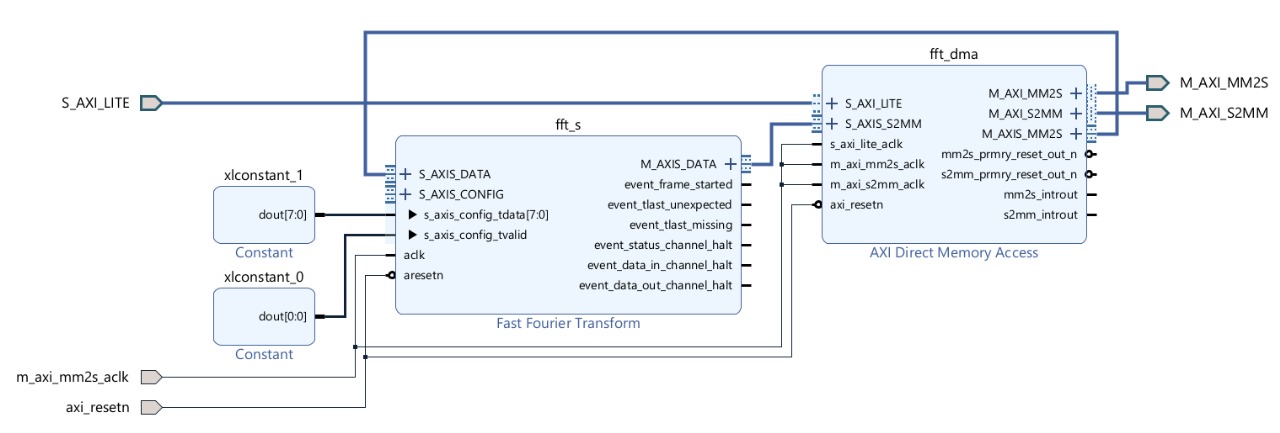 fft_dma
S_AXI_LITE
M_AXI_MM2S
M_AXI_S2MM
S_AXI_LITE
S_AXIS_S2MM
s_axi_lite_aclk
m_axi_mm2s_aclk
m_axi_s2mm_aclk
axi_resetn
M_AXI_MM2S
M_AXI_S2MM
M_AXIS_MM2S
mm2s_prmry_reset_out_n
s2mm_prmry_reset_out_n
mm2s_introut
s2mm_introut
AXI Direct Memory Access
fft_s
S_AXIS_DATA
S_AXIS_CONFIG
s_axis_config_tdata[7:0]
s_axis_config_tvalid
aclk
aresetn
M_AXIS_DATA
event_frame_started
event_tlast_unexpected
event_tlast_missing
event_status_channel_halt
event_data_in_channel_halt
event_data_out_channel_halt
Fast Fourier Transform
xlconstant_1
dout[7:0]
Constant
xlconstant_0
dout[0:0]
Constant
m_axi_mm2s_aclk
axi_resetn